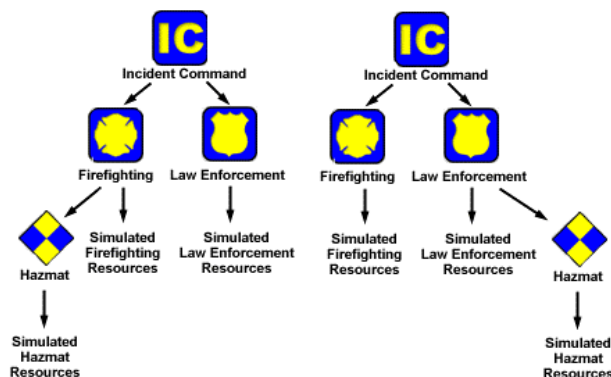 IC
Incident Command
Firefighting
Law Enforcement
Hazmat
Simulated
Firefighting
Resources
Simulated
Law Enforcement
Resources
Simulated
Hazmat
Resources
IC
Incident Command
Firefighting
Law Enforcement
Simulated
Firefighting
Resources
Simulated
Law Enforcement
Resources
Hazmat
Simulated
Hazmat
Resources